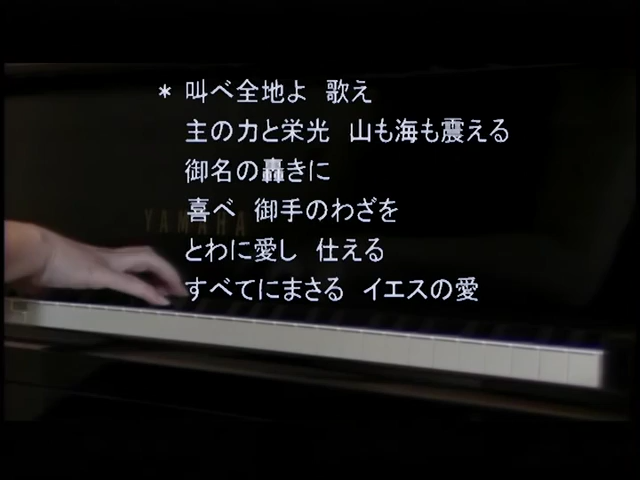 * 叫べ全地よ 歌え
主の力と栄光 山も海も震える
御名の轟きに
喜べ 御手のわざを
YAMAHA
とわに愛し 仕える
すべてにまさる イエスの愛